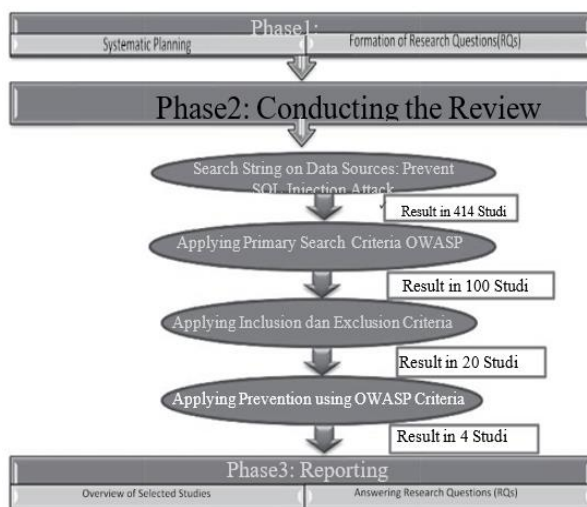 Phase1:
Systematic Planning
Formation of Research Questions(RQs)
Phase2: Conducting the Review
Search String on Data Sources: Prevent
SQL Injection Attack
Result in 414 Studi
Applying Primary Search Criteria OWASP
Result in 100 Studi
Applying Inclusion dan Exclusion Criteria
Result in 20 Studi
Applying Prevention using OWASP Criteria
Result in 4 Studi
Phase3: Reporting
Overview of Selected Studies
Answering Research Questions (RQs)